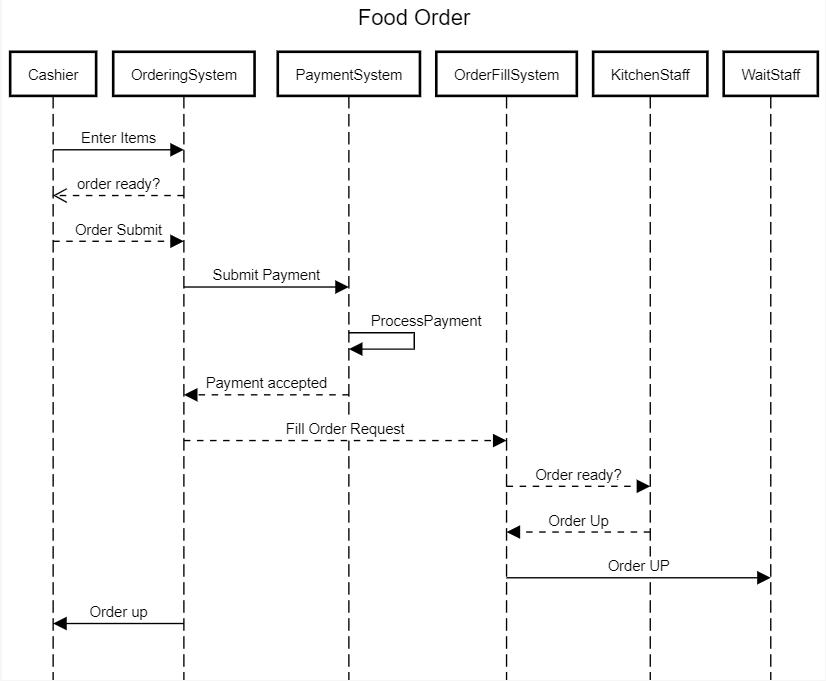 Food Order
Cashier
OrderingSystem
PaymentSystem
OrderFillSystem
KitchenStaff
WaitStaff
Enter Items
order ready?
Order Submit
Submit Payment
ProcessPayment
Payment accepted
Fill Order Request
Order ready?
Order Up
Order UP
Order up